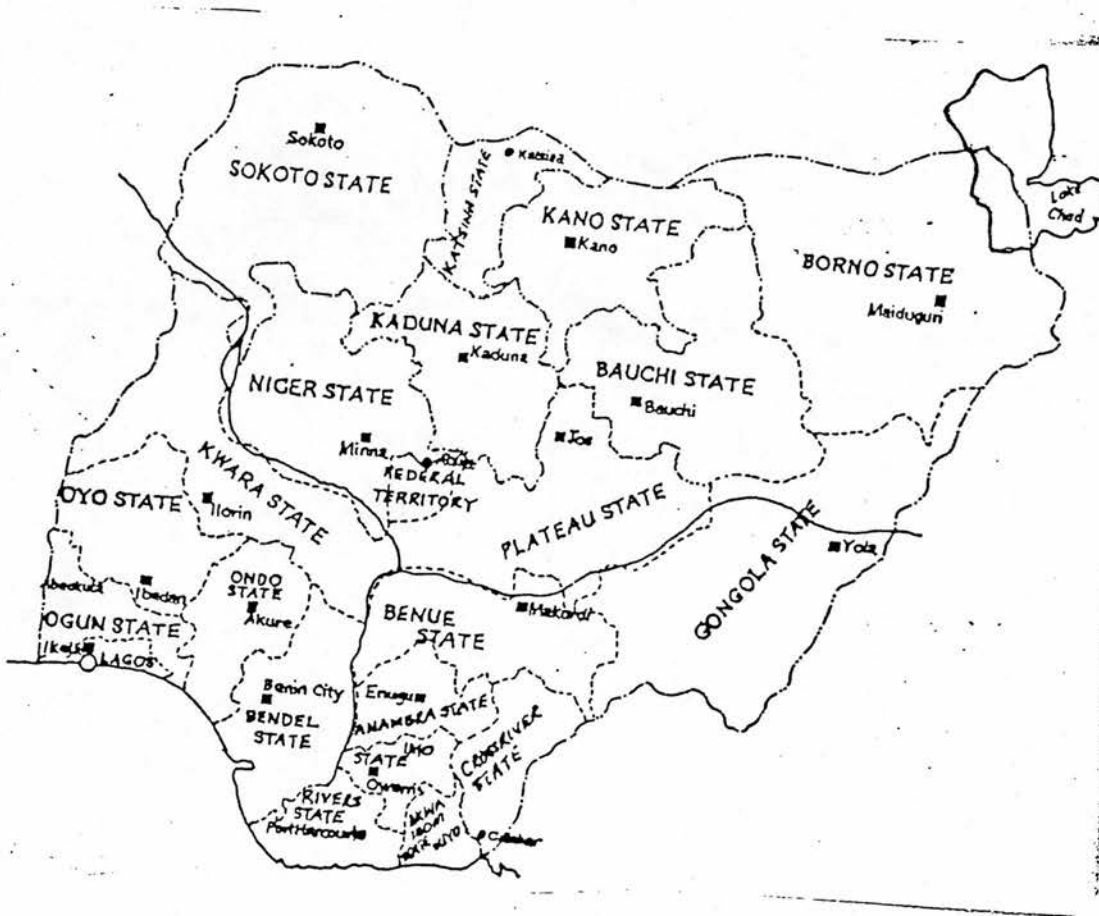 Sokoto
SOKOTO STATE
KATSINA STATE
Katsina
KANO STATE
Kano
Lake
Chad
BORNO STATE
Maiduguri
KADUNA STATE
Kaduna
NIGER STATE
Minna
BAUCHI STATE
Bauchi
Jos
FEDERAL
TERRITORY
KWARA STATE
OYO STATE
Ilorin
PLATEAU STATE
GONGOLA STATE
Yola
Abeokuta
Ibadan
ONDO
STATE
Akure
OGUN STATE
Ikeja
LAGOS
BENUE
STATE
Makurdi
Benin City
BENDEL
STATE
Enugu
ANAMBRA STATE
IMO
STATE
Owerri
CROSS RIVER
STATE
RIVERS
STATE
Port Harcourt
AKWA
IBOM
UYO
Calabar